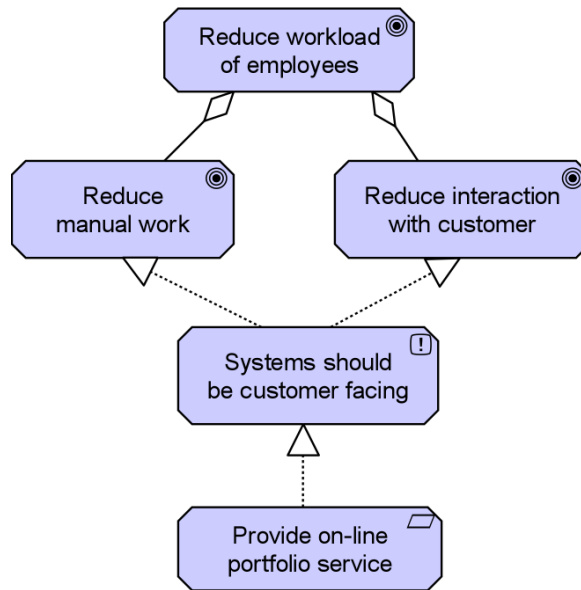 Reduce workload
of employees
Reduce
manual work
Reduce interaction
with customer
!
Systems should
be customer facing
Provide on-line
portfolio service